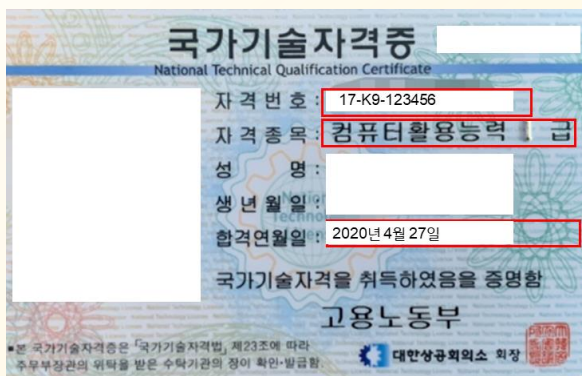 국가기술자격증
National Technical Qualification Certificate
자격번호 : 17-K9-123456
자격종목 : 컴퓨터활용능력 급
성 명 :
생년월일 :
합격연월일 : 2020년 4월 27일
국가기술자격을 취득하였음을 증명함
고용노동부
■본 국가기술자격증은 「국가기술자격법」 제23조에 따라
주무부장관의 위탁을 받은 수탁기관의 장이 확인·발급함
대한상공회의소 회장